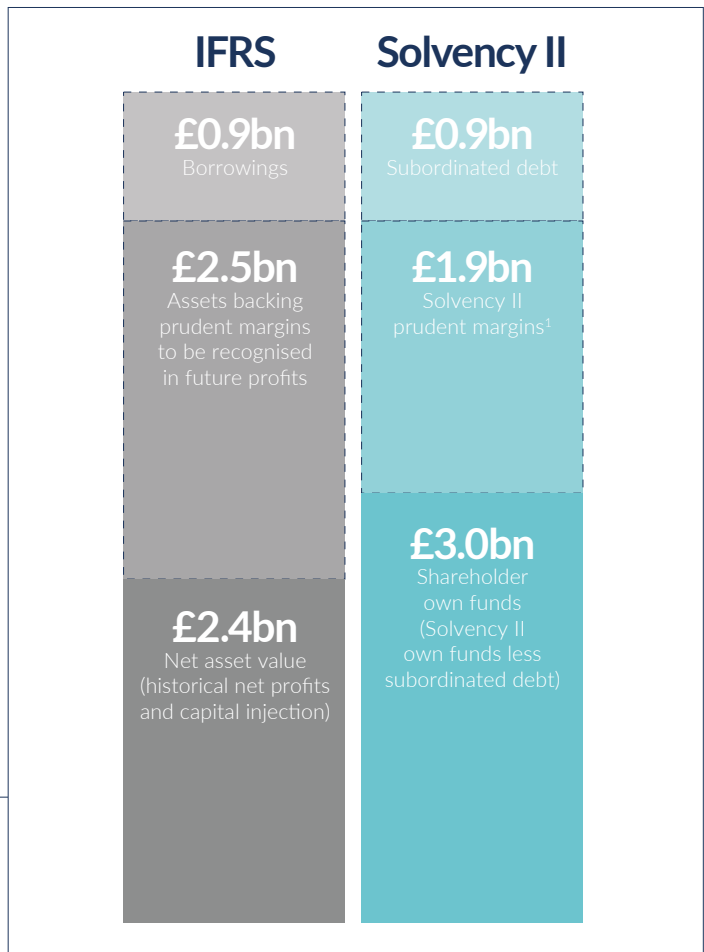 IFRS
£0.9bn
Borrowings
£2.5bn
Assets backing
prudent margins
to be recognised
in future profits
£2.4bn
Net asset value
(historical net profits
and capital injection)
Solvency II
£0.9bn
Subordinated debt
£1.9bn
Solvency II
prudent margins¹
£3.0bn
Shareholder
own funds
(Solvency II
own funds less
subordinated debt)